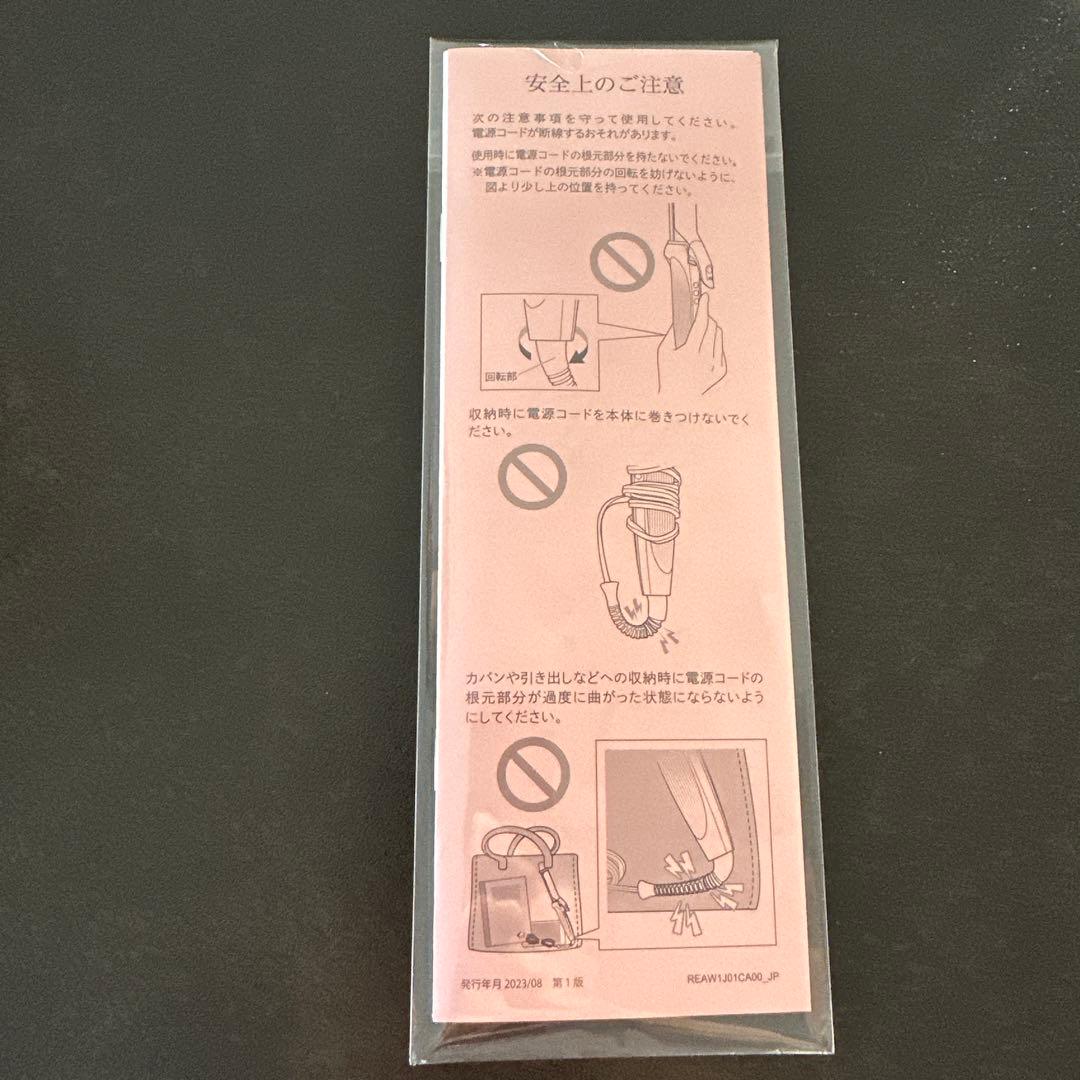 安全上のご注意
次の注意事項を守って使用してください。
電源コードが断線するおそれがあります。
使用時に電源コードの根元部分を持たないでください。
※電源コードの根元部分の回転を妨げないように、
図より少し上の位置を持ってください。
回転部
収納時に電源コードを本体に巻きつけないでく
ださい。
カバンや引き出しなどへの収納時に電源コードの
根元部分が過度に曲がった状態にならないよう
にしてください。
発行年月 2023/08 第1版
REAW1J01CA00_JP